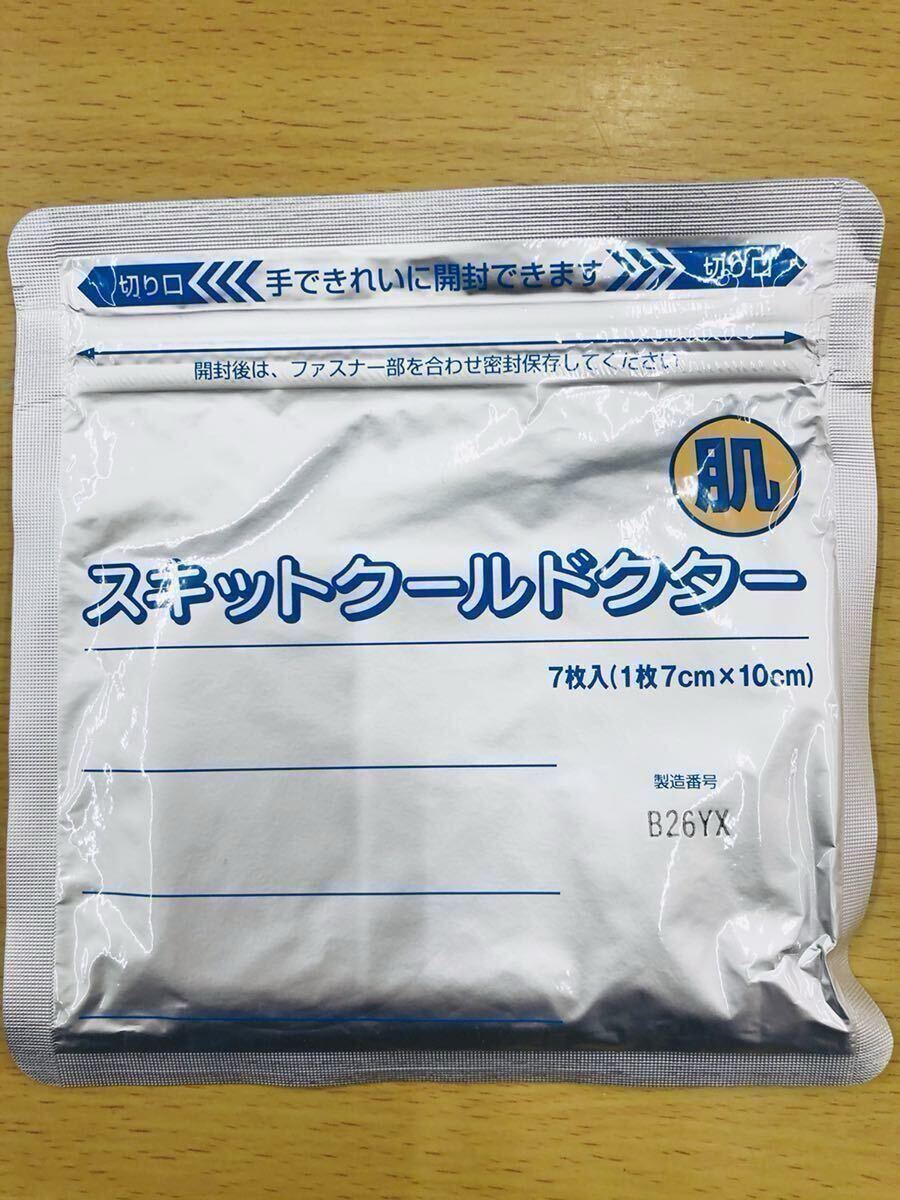 切り口 手できれいに開封できます 切り口
開封後は、ファスナー部を合わせ密封保存してください
肌
スキットクールドクター
7枚入(1枚7cm×10cm)
製造番号
B26YX